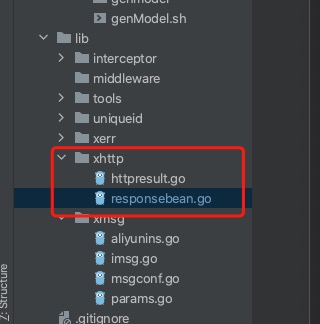 genModel.sh
lib
interceptor
middleware
tools
uniqueid
xerr
xhttp
httpresult.go
responsebean.go
xmsg
aliyunins.go
imsg.go
msgconf.go
params.go
.gitignore
Z: Structure